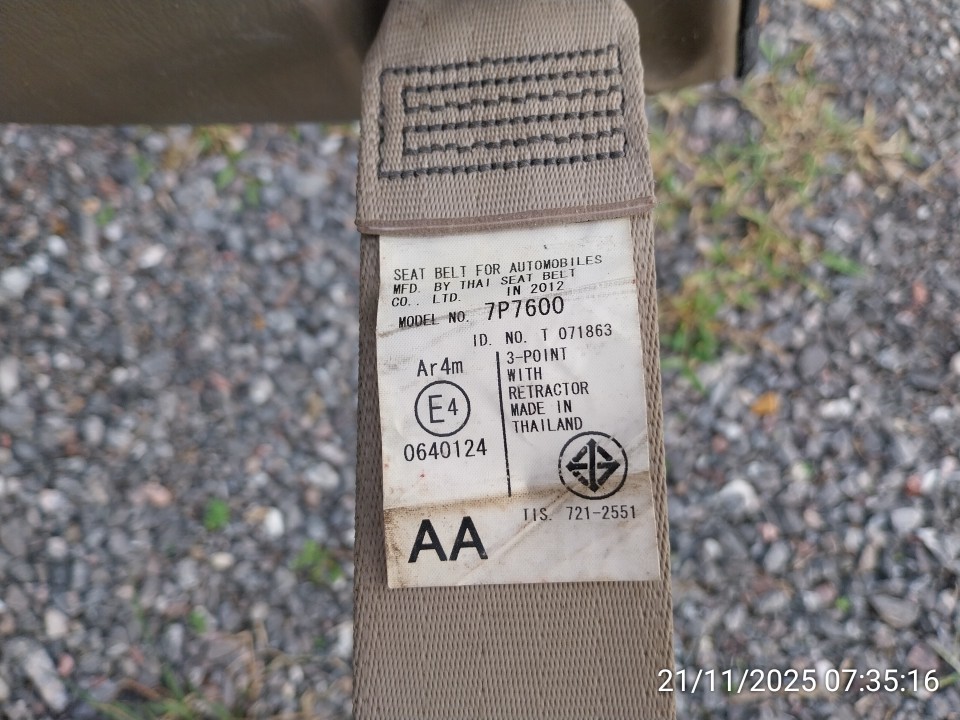 SEAT BELT FOR AUTOMOBILES
MFD. BY THAI SEAT BELT
CO., LTD. IN 2012
MODEL NO. 7P7600
ID. NO. T 071863
Ar4m
E4
0640124
3-POINT
WITH
RETRACTOR
MADE IN
THAILAND
TIS. 721-2551
AA
21/11/2025 07:35:16